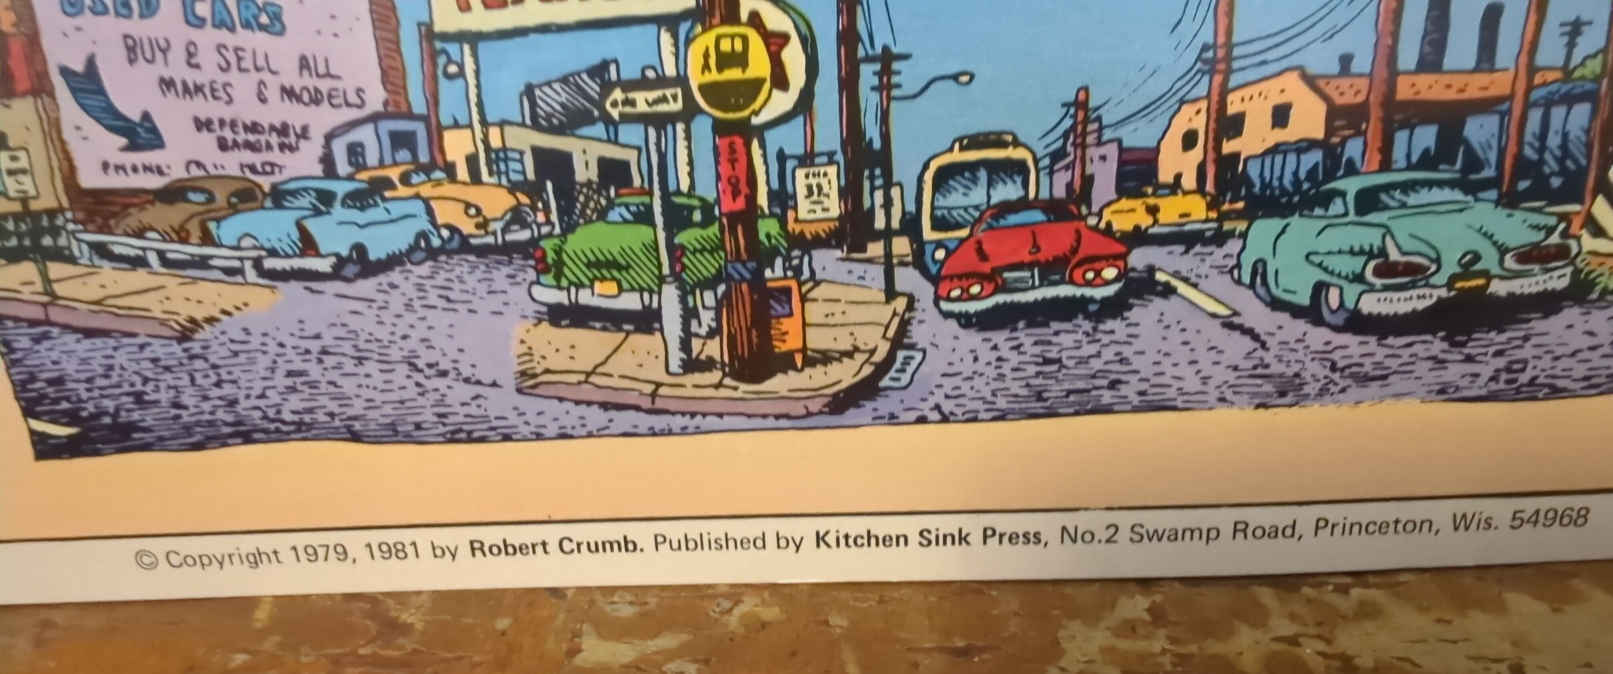 USED CARS
BUY & SELL ALL
MAKES & MODELS
DEPENDABLE
BARGAINS
PHONE:
ONE WAY
STOP
© Copyright 1979, 1981 by Robert Crumb. Published by Kitchen Sink Press, No.2 Swamp Road, Princeton, Wis. 54968